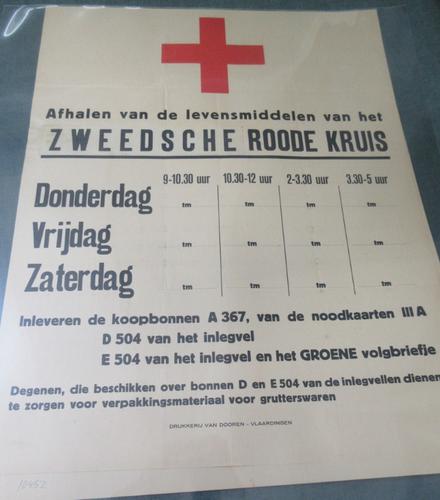 Afhalen van de levensmiddelen van het
ZWEEDSCHE ROODE KRUIS
9-10.30 uur 10.30-12 uur 2-3.30 uur 3.30-5 uur
Donderdag tm tm tm tm
Vrijdag tm tm tm tm
Zaterdag tm tm tm tm
Inleveren de koopbonnen A 367, van de noodkaarten III A
D 504 van het inlegvel
E 504 van het inlegvel en het GROENE volgbriefje
Degenen, die beschikken over bonnen D en E 504 van de inlegvellen dienen
te zorgen voor verpakkingsmateriaal voor grutterswaren
DRUKKERIJ VAN DOOREN - VLAARDINGEN
10452